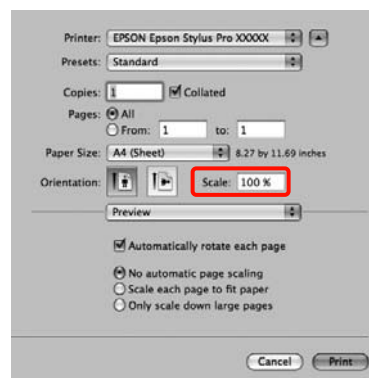 Printer: EPSON Epson Stylus Pro XXXXX
Presets: Standard
Copies: 1 Collated
Pages: All
From: 1 to: 1
Paper Size: A4 (Sheet) 8.27 by 11.69 inches
Orientation: Scale: 100 %
Preview
Automatically rotate each page
No automatic page scaling
Scale each page to fit paper
Only scale down large pages
Cancel Print